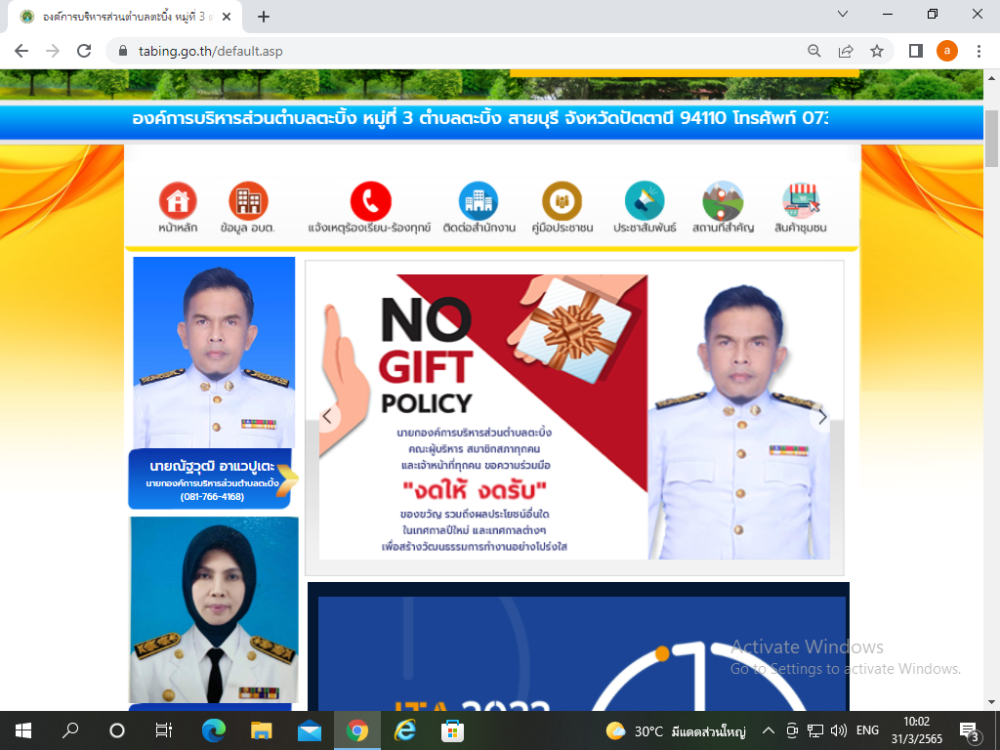 องค์การบริหารส่วนตำบลตะบิ้ง หมู่ที่ 3 ต
tabing.go.th/default.asp
a
องค์การบริหารส่วนตำบลตะบิ้ง หมู่ที่ 3 ตำบลตะบิ้ง สายบุรี จังหวัดปัตตานี 94110 โทรศัพท์ 073
หน้าหลัก ข้อมูล อบต. แจ้งเหตุร้องเรียน-ร้องทุกข์ ติดต่อสำนักงาน คู่มือประชาชน ประชาสัมพันธ์ สถานที่สำคัญ สินค้าชุมชน
นายณัฐวุฒิ อาแวปูเตะ
นายกองค์การบริหารส่วนตำบลตะบิ้ง
(081-766-4168)
NO
GIFT
POLICY
นายกองค์การบริหารส่วนตำบลตะบิ้ง
คณะผู้บริหาร สมาชิกสภาทุกคน
และเจ้าหน้าที่ทุกคน ขอความร่วมมือ
"งดให้ งดรับ"
ของขวัญ รวมถึงผลประโยชน์อื่นใด
ในเทศกาลปีใหม่ และเทศกาลต่างๆ
เพื่อสร้างวัฒนธรรมการทำงานอย่างโปร่งใส
ITA 2022
Activate Windows
Go to Settings to activate Windows.
30°C มีแดดส่วนใหญ่
ENG
10:02
31/3/2565
3